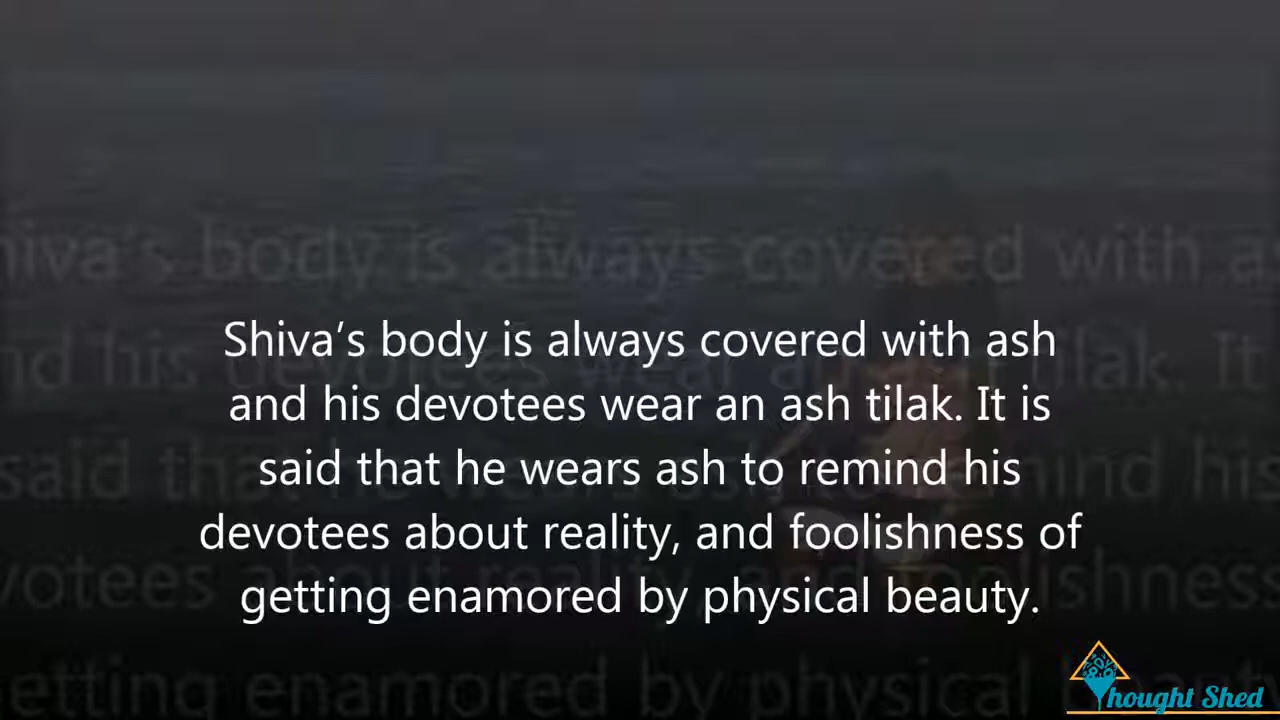 Shiva’s body is always covered with ash
and his devotees wear an ash tilak. It is
said that he wears ash to remind his
devotees about reality, and foolishness of
getting enamored by physical beauty.
Thought Shed